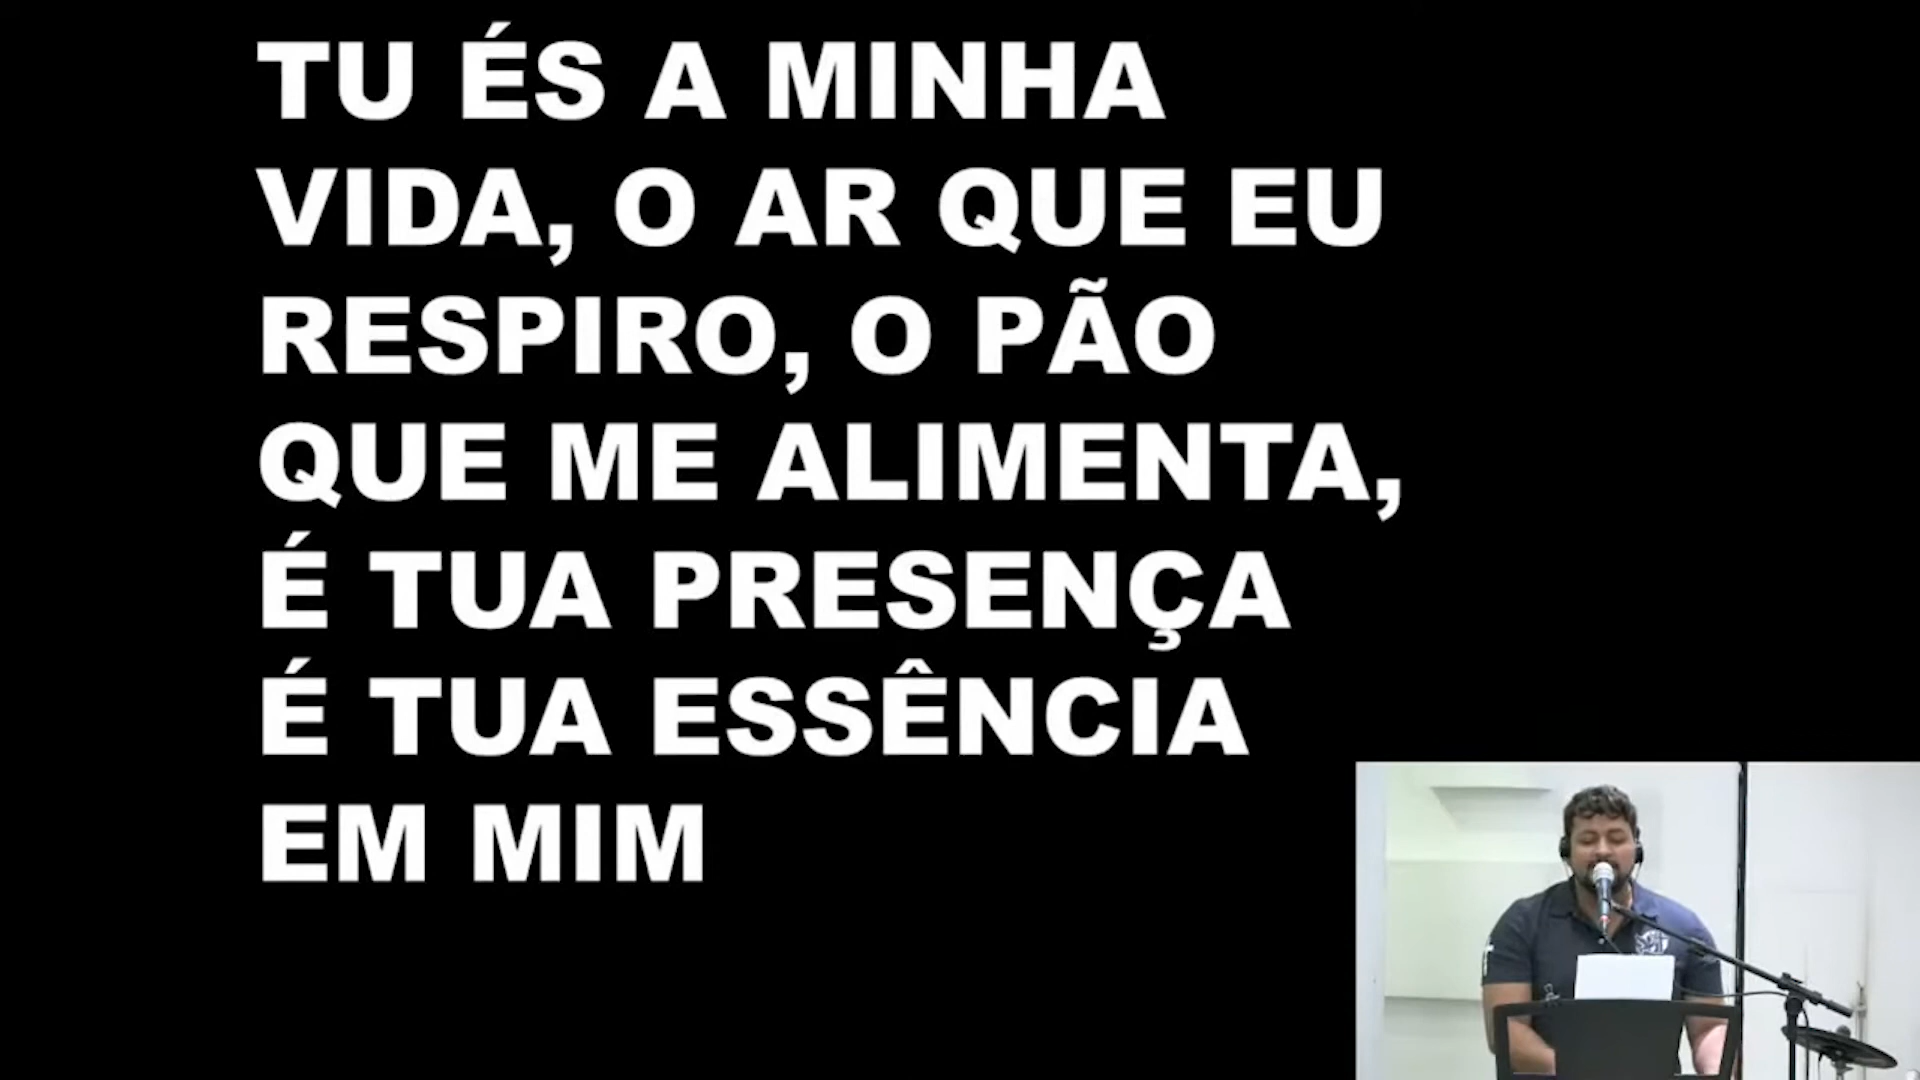 TU ÉS A MINHA
VIDA, O AR QUE EU
RESPIRO, O PÃO
QUE ME ALIMENTA,
É TUA PRESENÇA
É TUA ESSÊNCIA
EM MIM